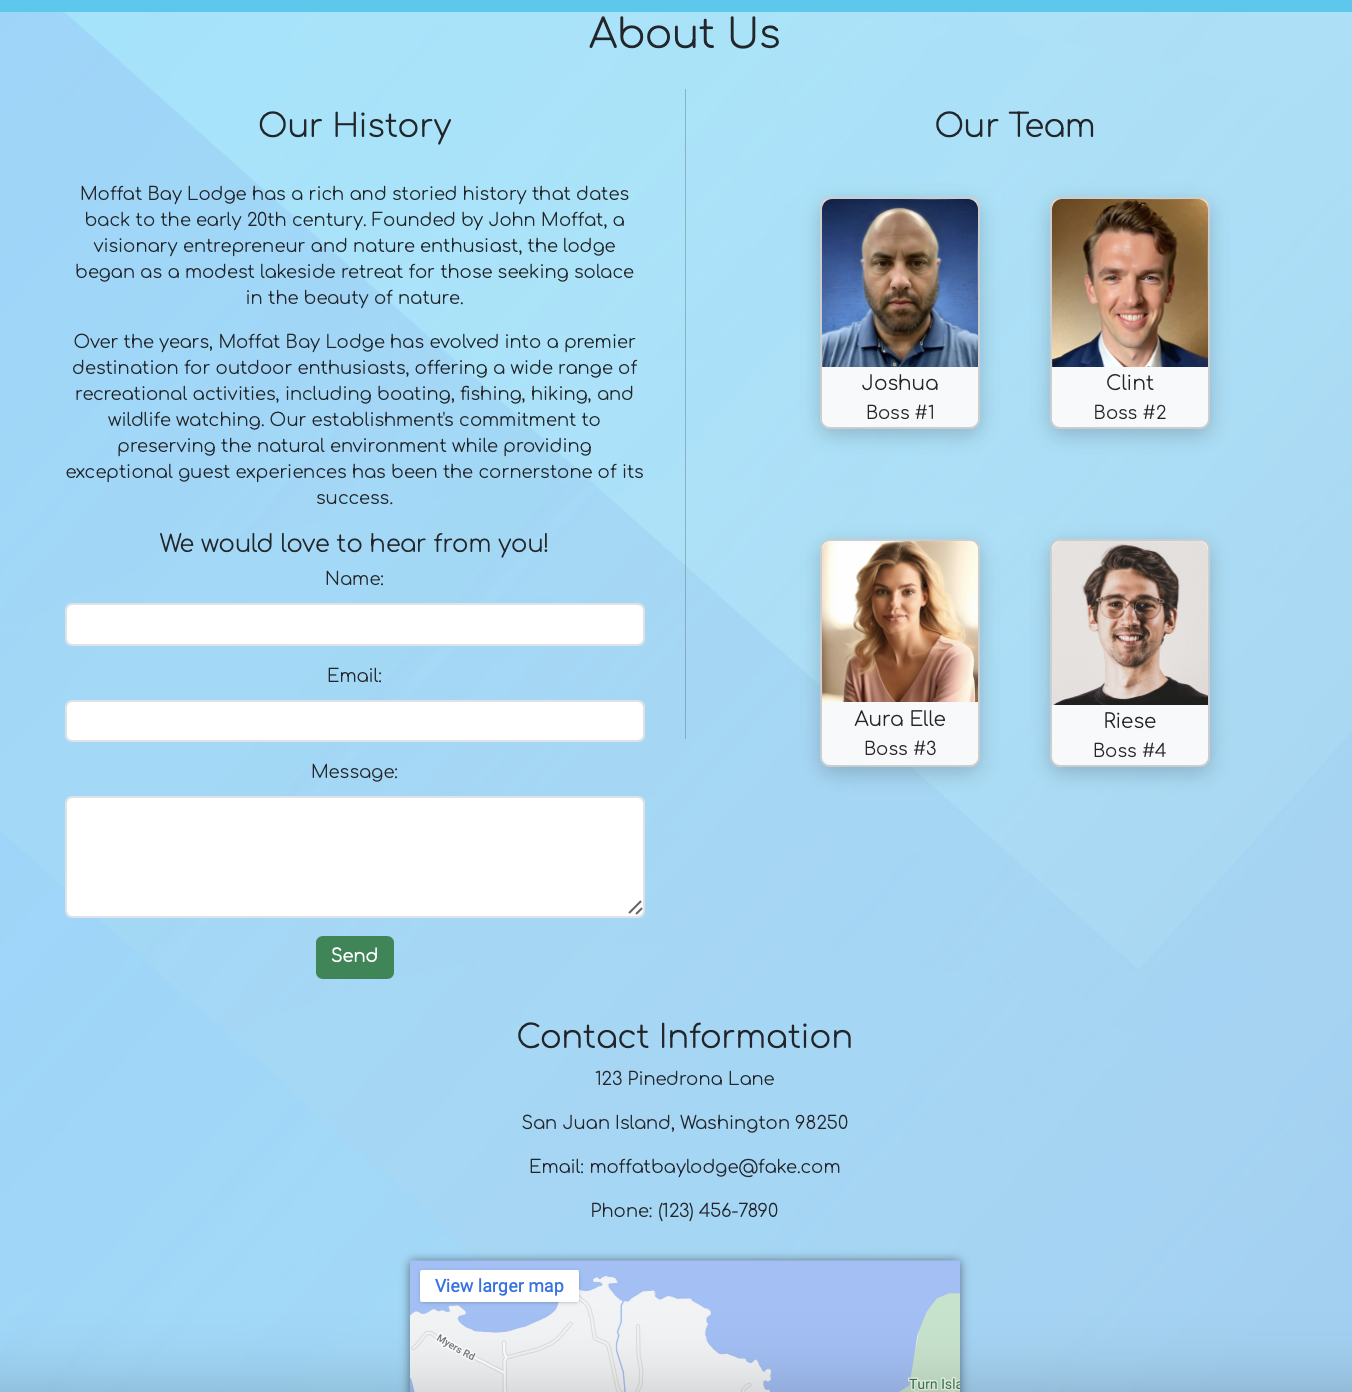 About Us
Our History
Moffat Bay Lodge has a rich and storied history that dates
back to the early 20th century. Founded by John Moffat, a
visionary entrepreneur and nature enthusiast, the lodge
began as a modest lakeside retreat for those seeking solace
in the beauty of nature.
Over the years, Moffat Bay Lodge has evolved into a premier
destination for outdoor enthusiasts, offering a wide range of
recreational activities, including boating, fishing, hiking, and
wildlife watching. Our establishment's commitment to
preserving the natural environment while providing
exceptional guest experiences has been the cornerstone of its
success.
We would love to hear from you!
Name:
Email:
Message:
Send
Our Team
Joshua
Boss #1
Clint
Boss #2
Aura Elle
Boss #3
Riese
Boss #4
Contact Information
123 Pinedrona Lane
San Juan Island, Washington 98250
Email: moffatbaylodge@fake.com
Phone: (123) 456-7890
View larger map
Myers Rd
Turn Isla